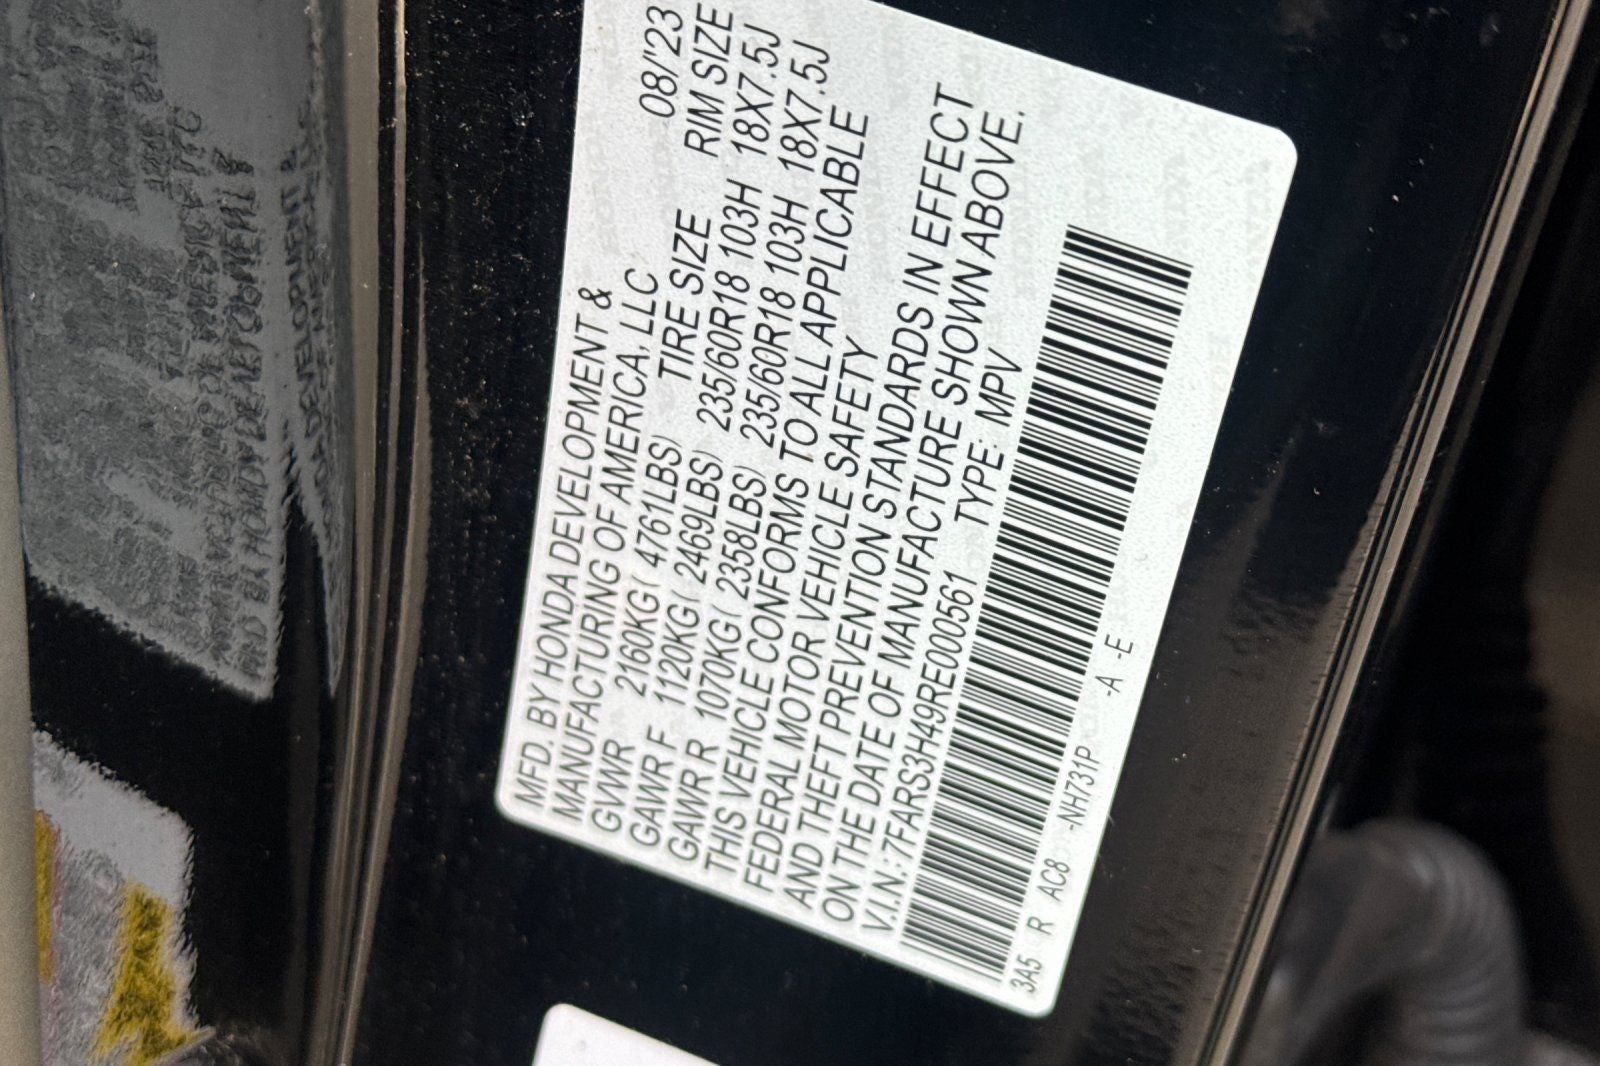 MFD. BY HONDA DEVELOPMENT &
MANUFACTURING OF AMERICA, LLC 08/'23
GVWR 2160KG( 4761LBS) TIRE SIZE RIM SIZE
GAWR F 1120KG( 2469LBS) 235/60R18 103H 18X7.5J
GAWR R 1070KG( 2358LBS) 235/60R18 103H 18X7.5J
THIS VEHICLE CONFORMS TO ALL APPLICABLE
FEDERAL MOTOR VEHICLE SAFETY
AND THEFT PREVENTION STANDARDS IN EFFECT
ON THE DATE OF MANUFACTURE SHOWN ABOVE.
V.I.N.: 7FARS3H49RE000561 TYPE: MPV
3A5 R AC8 -NH731P -A -E